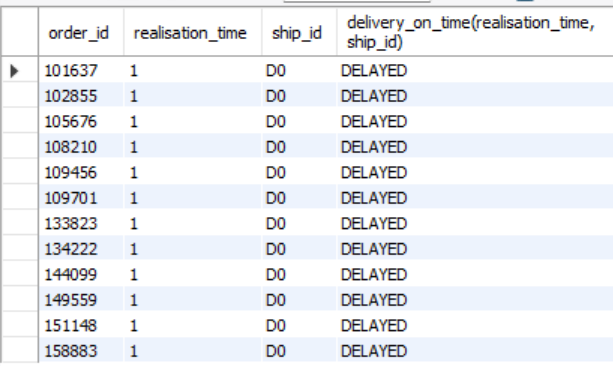 order_id realisation_time ship_id delivery_on_time(realisation_time, ship_id)
101637 1 D0 DELAYED
102855 1 D0 DELAYED
105676 1 D0 DELAYED
108210 1 D0 DELAYED
109456 1 D0 DELAYED
109701 1 D0 DELAYED
133823 1 D0 DELAYED
134222 1 D0 DELAYED
144099 1 D0 DELAYED
149559 1 D0 DELAYED
151148 1 D0 DELAYED
158883 1 D0 DELAYED